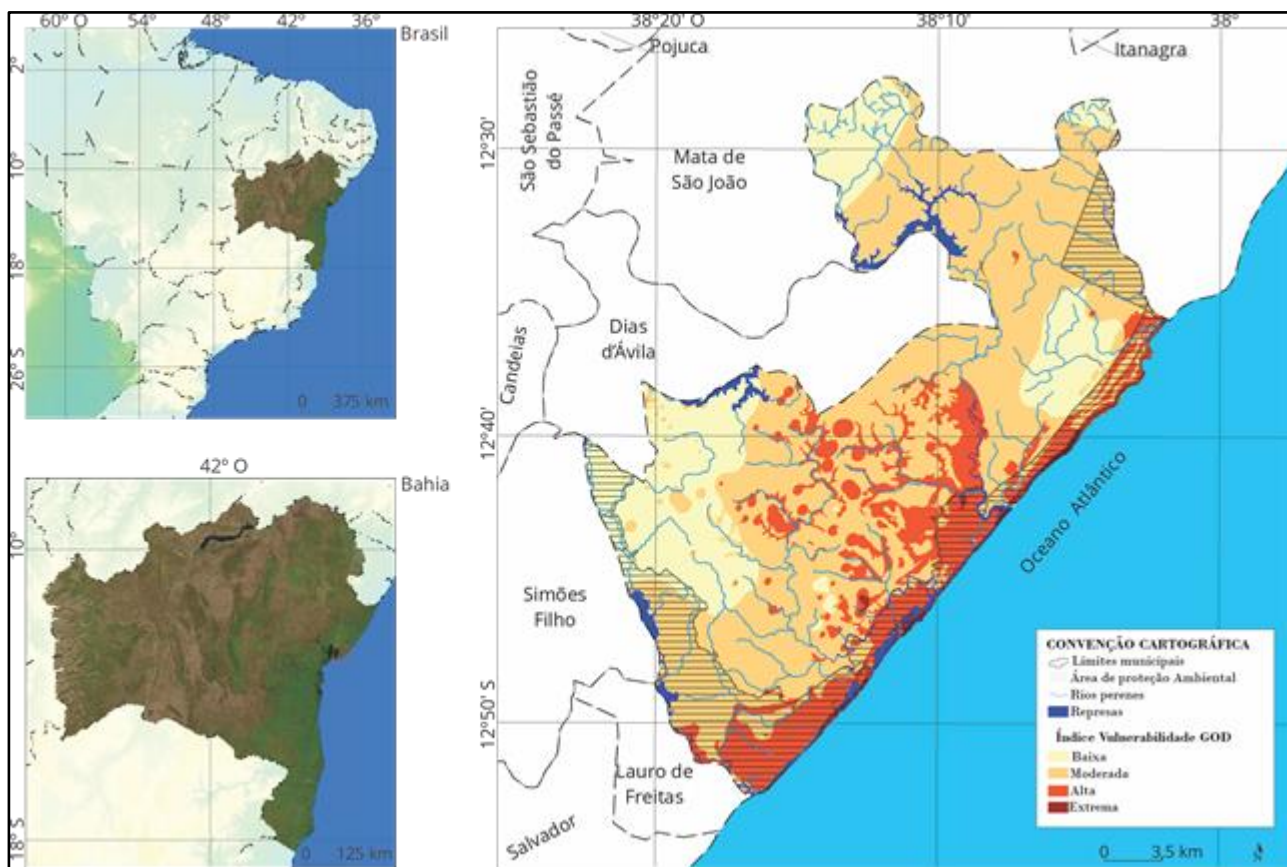 60° O 54° 48° 42° 36°
Brasil
2°
10°
18°
26° S
0 375 km
42° O
Bahia
10°
18° S
0 125 km
38°20' O 38°10' 38°
Pojuca
Itanagra
São Sebastião
do Passé
12°30'
Mata de
São João
Candeias
Dias
d'Ávila
12°40'
Oceano Atlântico
Simões
Filho
12°50' S
Lauro de
Freitas
Salvador
CONVENÇÃO CARTOGRÁFICA
Límites municipais
Área de proteção Ambiental
Rios perenes
Represas
Índice Vulnerabilidade GOD
Baixa
Moderada
Alta
Extrema
0 3,5 km
N